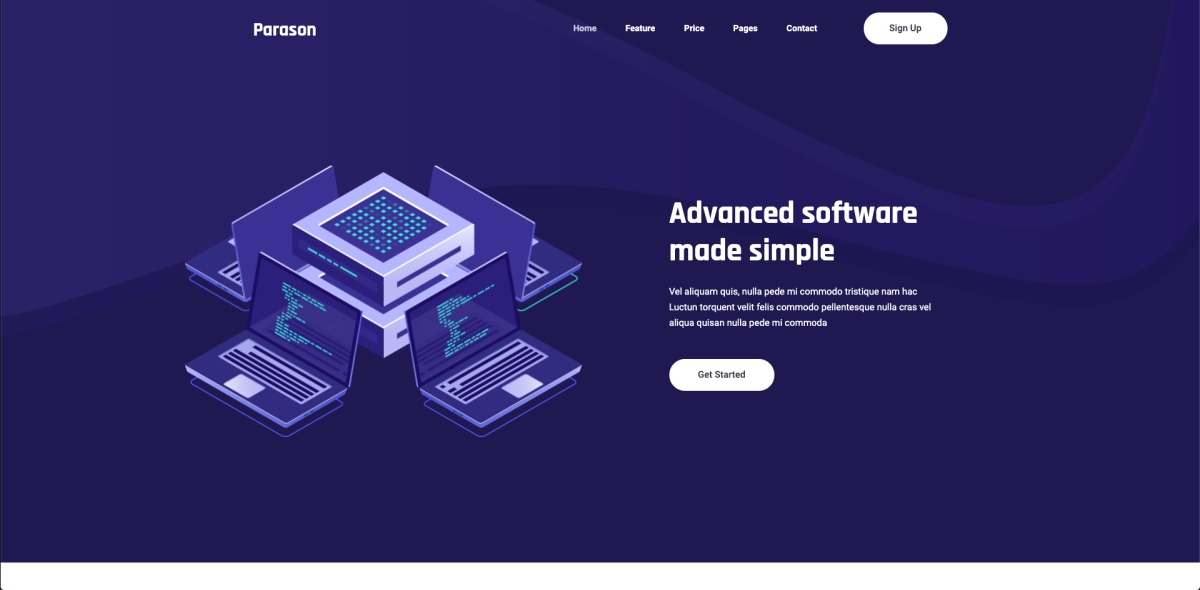 Parason
Home
Feature
Price
Pages
Contact
Sign Up
Advanced software
made simple
Vel aliquam quis, nulla pede mi commodo tristique nam hac
Luctun torquent velit felis commodo pellentesque nulla cras vel
aliqua quisan nulla pede mi commoda
Get Started